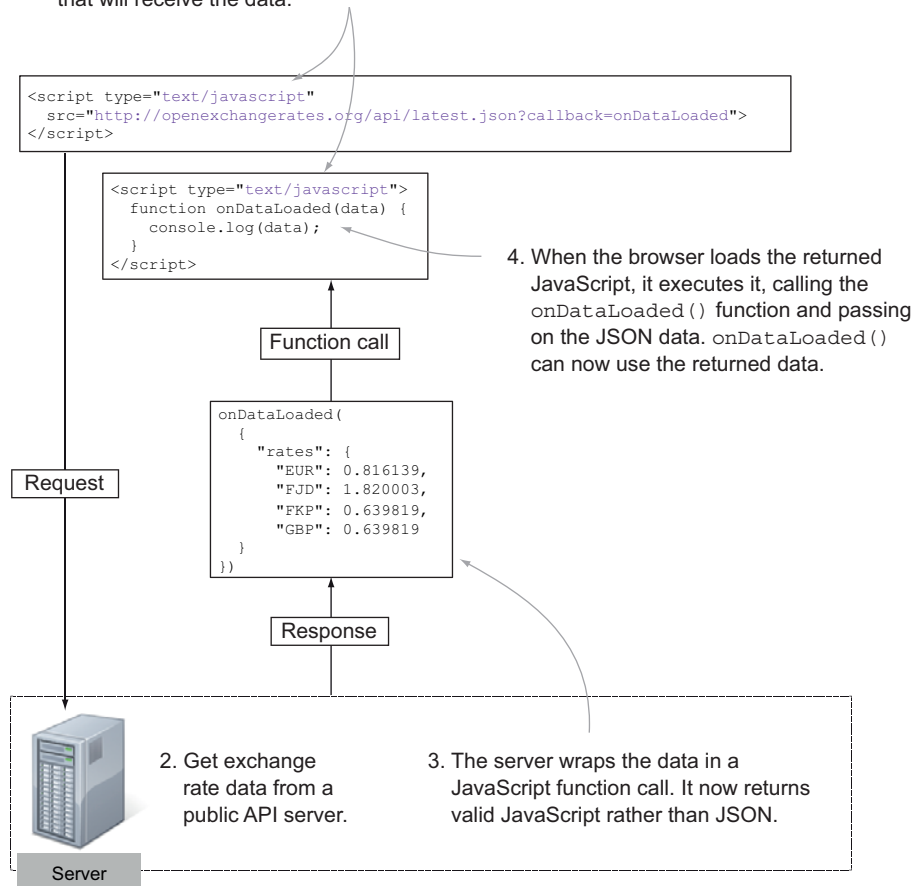 that will receive the data.
<script type="text/javascript"
src="http://openexchangerates.org/api/latest.json?callback=onDataLoaded">
</script>
<script type="text/javascript">
function onDataLoaded(data) {
console.log(data);
}
</script>
4. When the browser loads the returned
JavaScript, it executes it, calling the
onDataLoaded() function and passing
on the JSON data. onDataLoaded()
can now use the returned data.
Function call
onDataLoaded(
{
"rates": {
"EUR": 0.816139,
"FJD": 1.820003,
"FKP": 0.639819,
"GBP": 0.639819
}
})
Request
Response
2. Get exchange
rate data from a
public API server.
3. The server wraps the data in a
JavaScript function call. It now returns
valid JavaScript rather than JSON.
Server